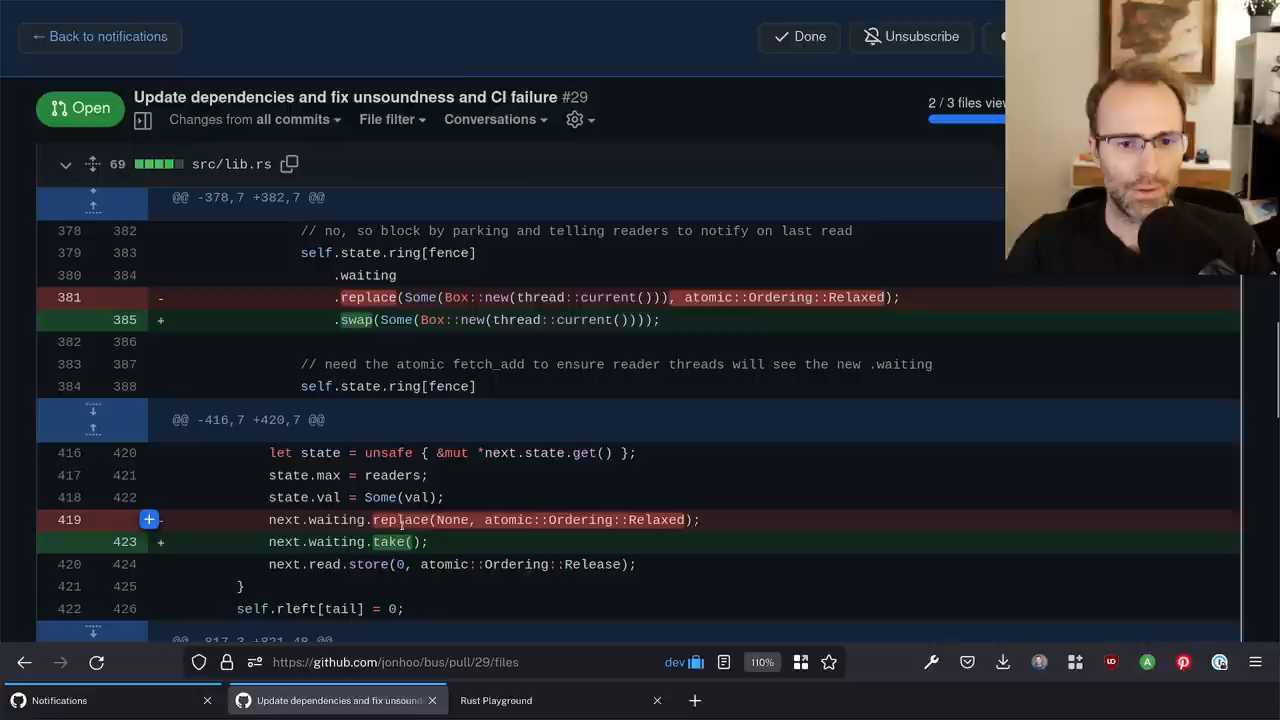 ← Back to notifications
Done
Unsubscribe
Open
Update dependencies and fix unsoundness and CI failure #29
Changes from all commits
File filter
Conversations
2 / 3 files view
69 src/lib.rs
@@ -378,7 +382,7 @@
378 382 // no, so block by parking and telling readers to notify on last read
379 383 self.state.ring[fence]
380 384 .waiting
381 - .replace(Some(Box::new(thread::current())), atomic::Ordering::Relaxed);
385 + .swap(Some(Box::new(thread::current())));
382 386
383 387 // need the atomic fetch_add to ensure reader threads will see the new .waiting
384 388 self.state.ring[fence]
@@ -416,7 +420,7 @@
416 420 let state = unsafe { &mut *next.state.get() };
417 421 state.max = readers;
418 422 state.val = Some(val);
419 - next.waiting.replace(None, atomic::Ordering::Relaxed);
423 + next.waiting.take();
420 424 next.read.store(0, atomic::Ordering::Release);
421 425 }
422 426 self.rleft[tail] = 0;
@@ -817,3 +821,48 @@
https://github.com/jonhoo/bus/pull/29/files
dev
110%
Notifications
Update dependencies and fix unsound
Rust Playground